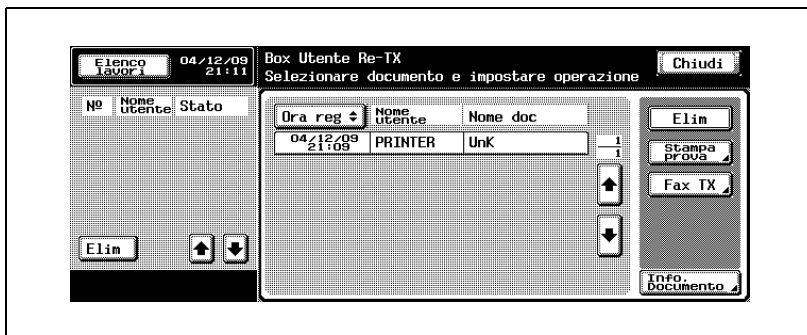 Elenco lavori
04/12/09 21:11
Nº Nome utente Stato
Elim
Box Utente Re-TX
Selezionare documento e impostare operazione
Chiudi
Ora reg Nome utente Nome doc
04/12/09 21:09 PRINTER UnK
1
1
Elim
Stampa prova
Fax TX
Info. Documento